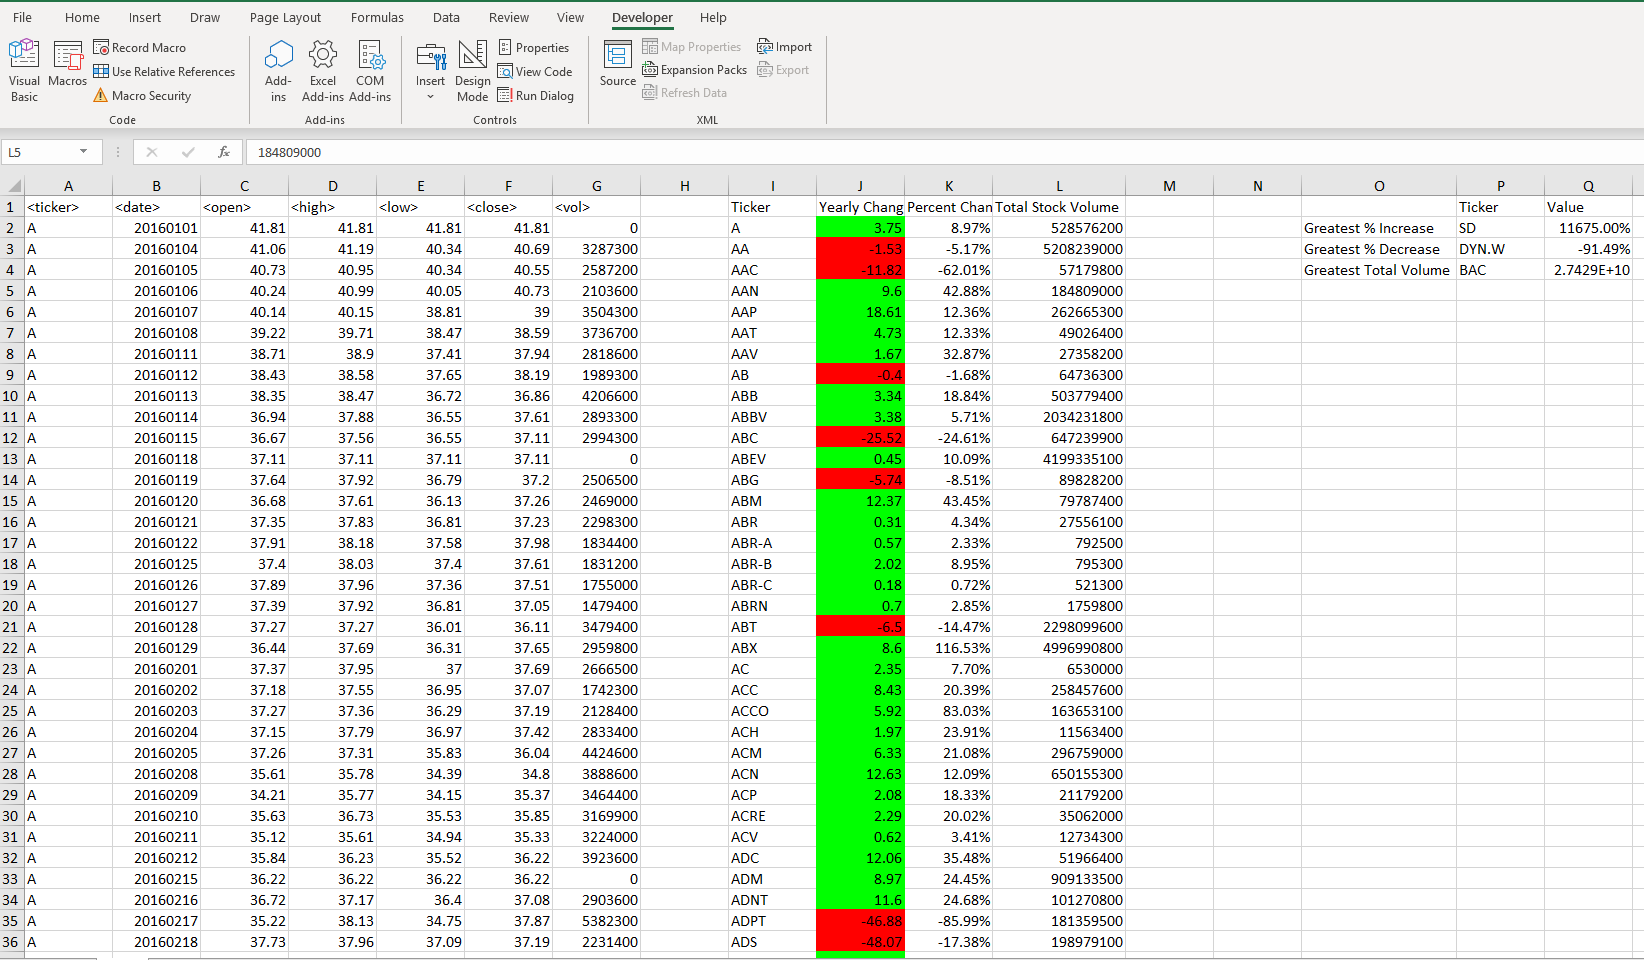 File Home Insert Draw Page Layout Formulas Data Review View Developer Help
Visual Basic Macros Record Macro Use Relative References Macro Security
Add-ins Excel Add-ins COM Add-ins
Insert Design Mode Properties View Code Run Dialog
Source Map Properties Expansion Packs Refresh Data Import Export
Code Add-ins Controls XML
L5 fx 184809000
A B C D E F G H I J K L M N O P Q
1 <ticker> <date> <open> <high> <low> <close> <vol> Ticker Yearly Chang Percent Chan Total Stock Volume Ticker Value
2 A 20160101 41.81 41.81 41.81 41.81 0 A 3.75 8.97% 528576200 Greatest % Increase SD 11675.00%
3 A 20160104 41.06 41.19 40.34 40.69 3287300 AA -1.53 -5.17% 5208239000 Greatest % Decrease DYN.W -91.49%
4 A 20160105 40.73 40.95 40.34 40.55 2587200 AAC -11.82 -62.01% 57179800 Greatest Total Volume BAC 2.7429E+10
5 A 20160106 40.24 40.99 40.05 40.73 2103600 AAN 9.6 42.88% 184809000
6 A 20160107 40.14 40.15 38.81 39 3504300 AAP 18.61 12.36% 262665300
7 A 20160108 39.22 39.71 38.47 38.59 3736700 AAT 4.73 12.33% 49026400
8 A 20160111 38.71 38.9 37.41 37.94 2818600 AAV 1.67 32.87% 27358200
9 A 20160112 38.43 38.58 37.65 38.19 1989300 AB -0.4 -1.68% 64736300
10 A 20160113 38.35 38.47 36.72 36.86 4206600 ABB 3.34 18.84% 503779400
11 A 20160114 36.94 37.88 36.55 37.61 2893300 ABBV 3.38 5.71% 2034231800
12 A 20160115 36.67 37.56 36.55 37.11 2994300 ABC -25.52 -24.61% 647239900
13 A 20160118 37.11 37.11 37.11 37.11 0 ABEV 0.45 10.09% 4199335100
14 A 20160119 37.64 37.92 36.79 37.2 2506500 ABG -5.74 -8.51% 89828200
15 A 20160120 36.68 37.61 36.13 37.26 2469000 ABM 12.37 43.45% 79787400
16 A 20160121 37.35 37.83 36.81 37.23 2298300 ABR 0.31 4.34% 27556100
17 A 20160122 37.91 38.18 37.58 37.98 1834400 ABR-A 0.57 2.33% 792500
18 A 20160125 37.4 38.03 37.4 37.61 1831200 ABR-B 2.02 8.95% 795300
19 A 20160126 37.89 37.96 37.36 37.51 1755000 ABR-C 0.18 0.72% 521300
20 A 20160127 37.39 37.92 36.81 37.05 1479400 ABRN 0.7 2.85% 1759800
21 A 20160128 37.27 37.27 36.01 36.11 3479400 ABT -6.5 -14.47% 2298099600
22 A 20160129 36.44 37.69 36.31 37.65 2959800 ABX 8.6 116.53% 4996990800
23 A 20160201 37.37 37.95 37 37.69 2666500 AC 2.35 7.70% 6530000
24 A 20160202 37.18 37.55 36.95 37.07 1742300 ACC 8.43 20.39% 258457600
25 A 20160203 37.27 37.36 36.29 37.19 2128400 ACCO 5.92 83.03% 163653100
26 A 20160204 37.15 37.79 36.97 37.42 2833400 ACH 1.97 23.91% 11563400
27 A 20160205 37.26 37.31 35.83 36.04 4424600 ACM 6.33 21.08% 296759000
28 A 20160208 35.61 35.78 34.39 34.8 3888600 ACN 12.63 12.09% 650155300
29 A 20160209 34.21 35.77 34.15 35.37 3464400 ACP 2.08 18.33% 21179200
30 A 20160210 35.63 36.73 35.53 35.85 3169900 ACRE 2.29 20.02% 35062000
31 A 20160211 35.12 35.61 34.94 35.33 3224000 ACV 0.62 3.41% 12734300
32 A 20160212 35.84 36.23 35.52 36.22 3923600 ADC 12.06 35.48% 51966400
33 A 20160215 36.22 36.22 36.22 36.22 0 ADM 8.97 24.45% 909133500
34 A 20160216 36.72 37.17 36.4 37.08 2903600 ADNT 11.6 24.68% 101270800
35 A 20160217 35.22 38.13 34.75 37.87 5382300 ADPT -46.88 -85.99% 181359500
36 A 20160218 37.73 37.96 37.09 37.19 2231400 ADS -48.07 -17.38% 198979100